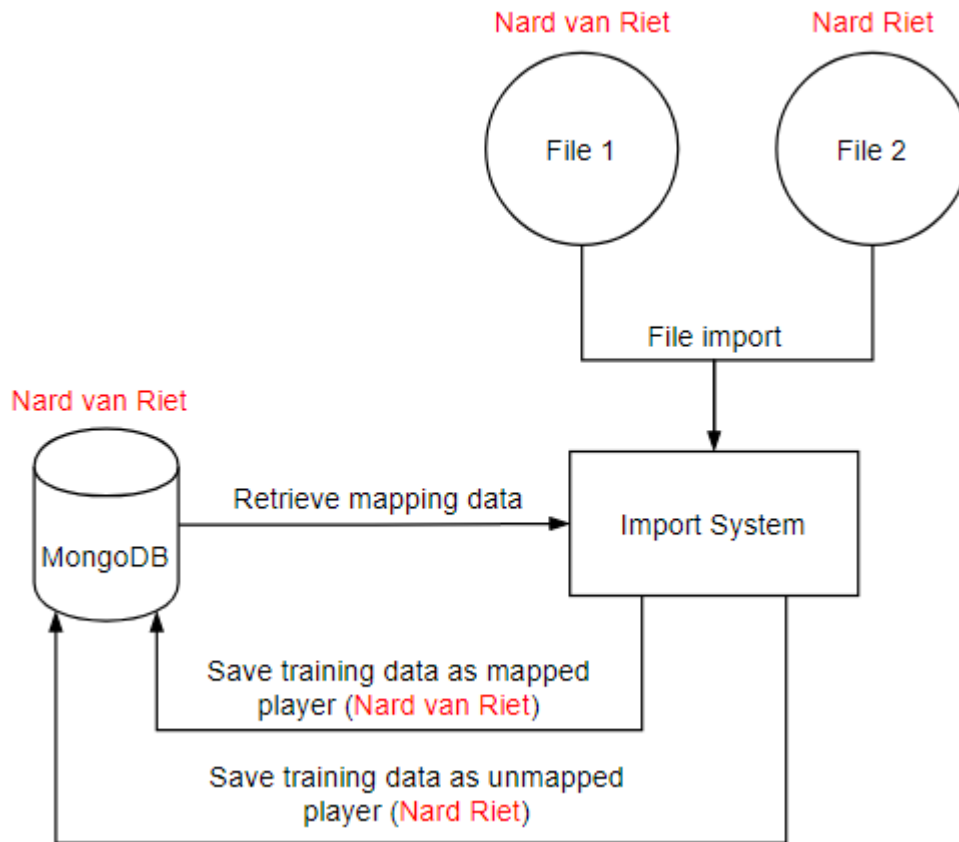 Nard van Riet
Nard Riet
File 1
File 2
File import
Nard van Riet
MongoDB
Retrieve mapping data
Import System
Save training data as mapped
player (Nard van Riet)
Save training data as unmapped
player (Nard Riet)